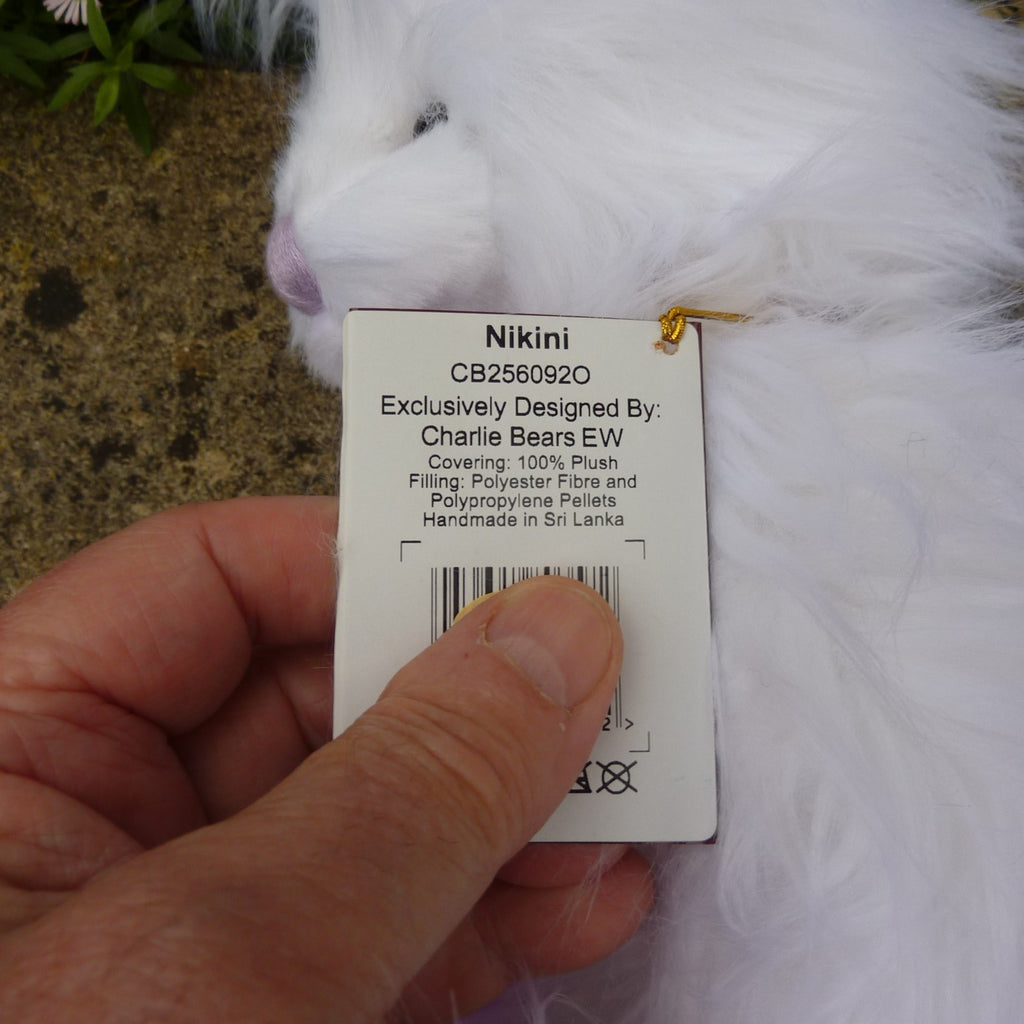 Nikini
CB256092O
Exclusively Designed By:
Charlie Bears EW
Covering: 100% Plush
Filling: Polyester Fibre and
Polypropylene Pellets
Handmade in Sri Lanka
2 >